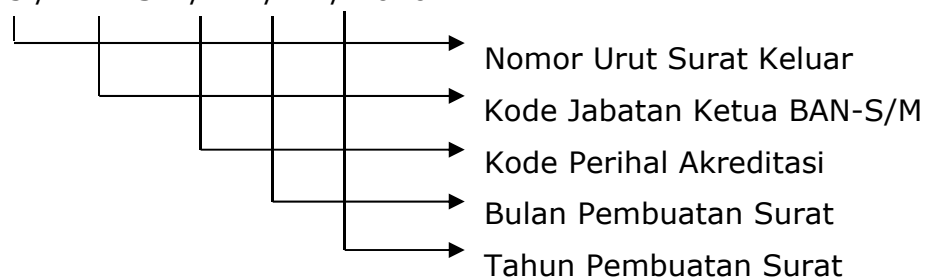 Nomor Urut Surat Keluar
Kode Jabatan Ketua BAN-S/M
Kode Perihal Akreditasi
Bulan Pembuatan Surat
Tahun Pembuatan Surat